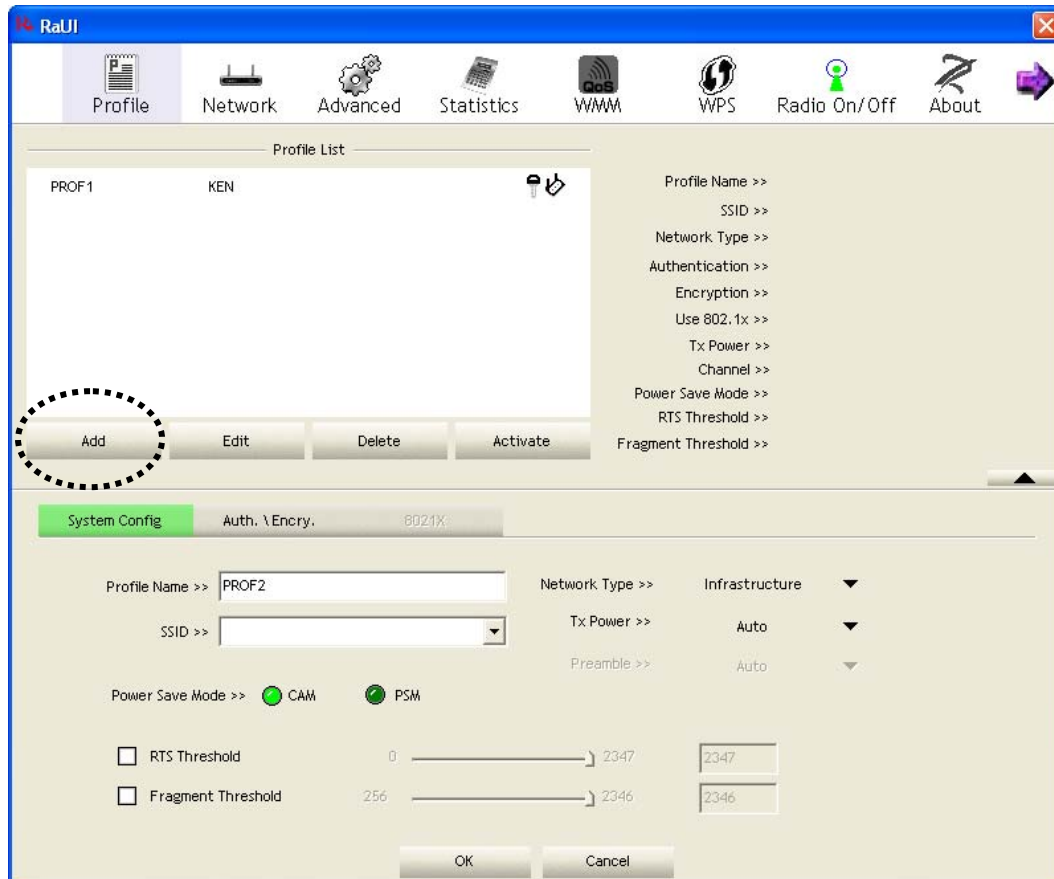 RaUI
Profile
Network
Advanced
Statistics
QoS
WMM
WPS
Radio On/Off
About
Profile List
PROF1 KEN
Profile Name >>
SSID >>
Network Type >>
Authentication >>
Encryption >>
Use 802.1x >>
Tx Power >>
Channel >>
Power Save Mode >>
RTS Threshold >>
Fragment Threshold >>
Add
Edit
Delete
Activate
System Config
Auth. \ Encry.
8021X
Profile Name >> PROF2
Network Type >> Infrastructure
SSID >>
Tx Power >> Auto
Preamble >> Auto
Power Save Mode >> CAM PSM
RTS Threshold 0 2347 2347
Fragment Threshold 256 2346 2346
OK
Cancel